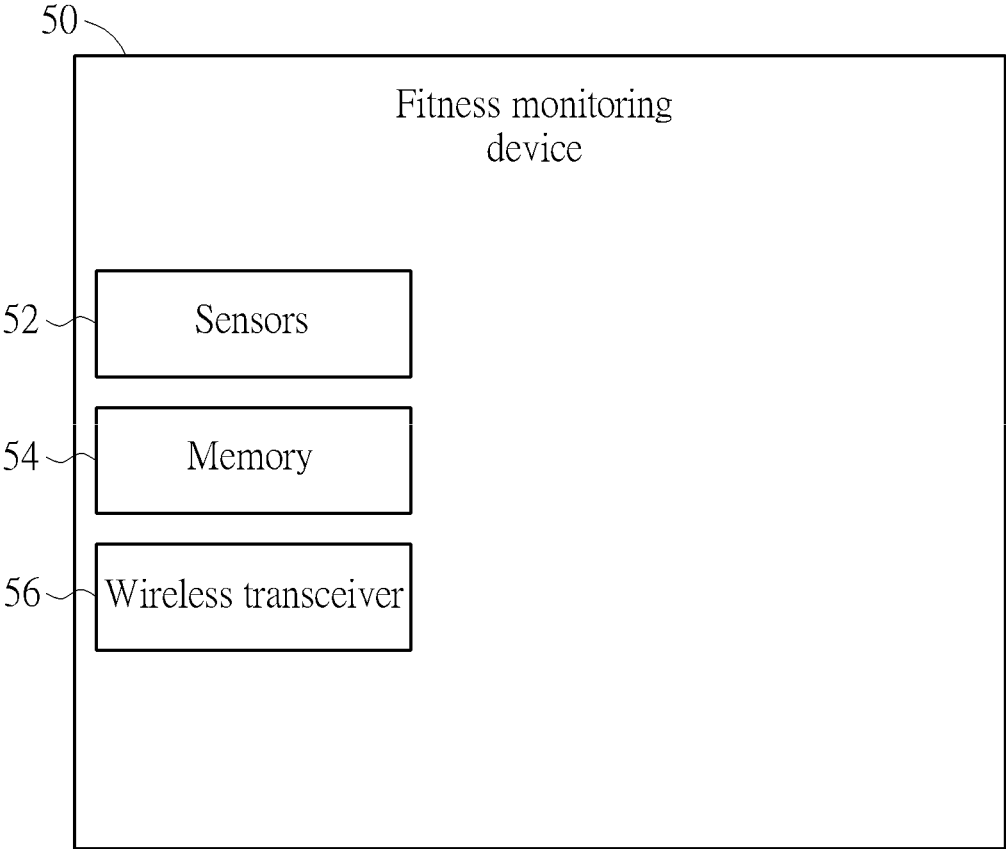 50
Fitness monitoring
device
52
Sensors
54
Memory
56
Wireless transceiver